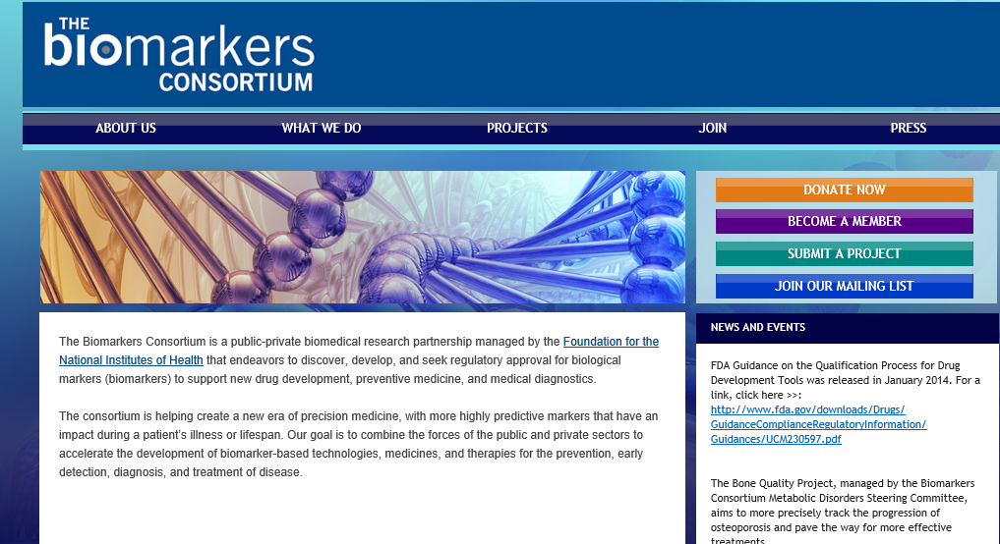 THE
biomarkers
CONSORTIUM
ABOUT US
WHAT WE DO
PROJECTS
JOIN
PRESS
DONATE NOW
BECOME A MEMBER
SUBMIT A PROJECT
JOIN OUR MAILING LIST
The Biomarkers Consortium is a public-private biomedical research partnership managed by the Foundation for the
National Institutes of Health that endeavors to discover, develop, and seek regulatory approval for biological
markers (biomarkers) to support new drug development, preventive medicine, and medical diagnostics.
The consortium is helping create a new era of precision medicine, with more highly predictive markers that have an
impact during a patient's illness or lifespan. Our goal is to combine the forces of the public and private sectors to
accelerate the development of biomarker-based technologies, medicines, and therapies for the prevention, early
detection, diagnosis, and treatment of disease.
NEWS AND EVENTS
FDA Guidance on the Qualification Process for Drug
Development Tools was released in January 2014. For a
link, click here >>:
http://www.fda.gov/downloads/Drugs/
GuidanceComplianceRegulatoryInformation/
Guidances/UCM230597.pdf
The Bone Quality Project, managed by the Biomarkers
Consortium Metabolic Disorders Steering Committee,
aims to more precisely track the progression of
osteoporosis and pave the way for more effective
treatments